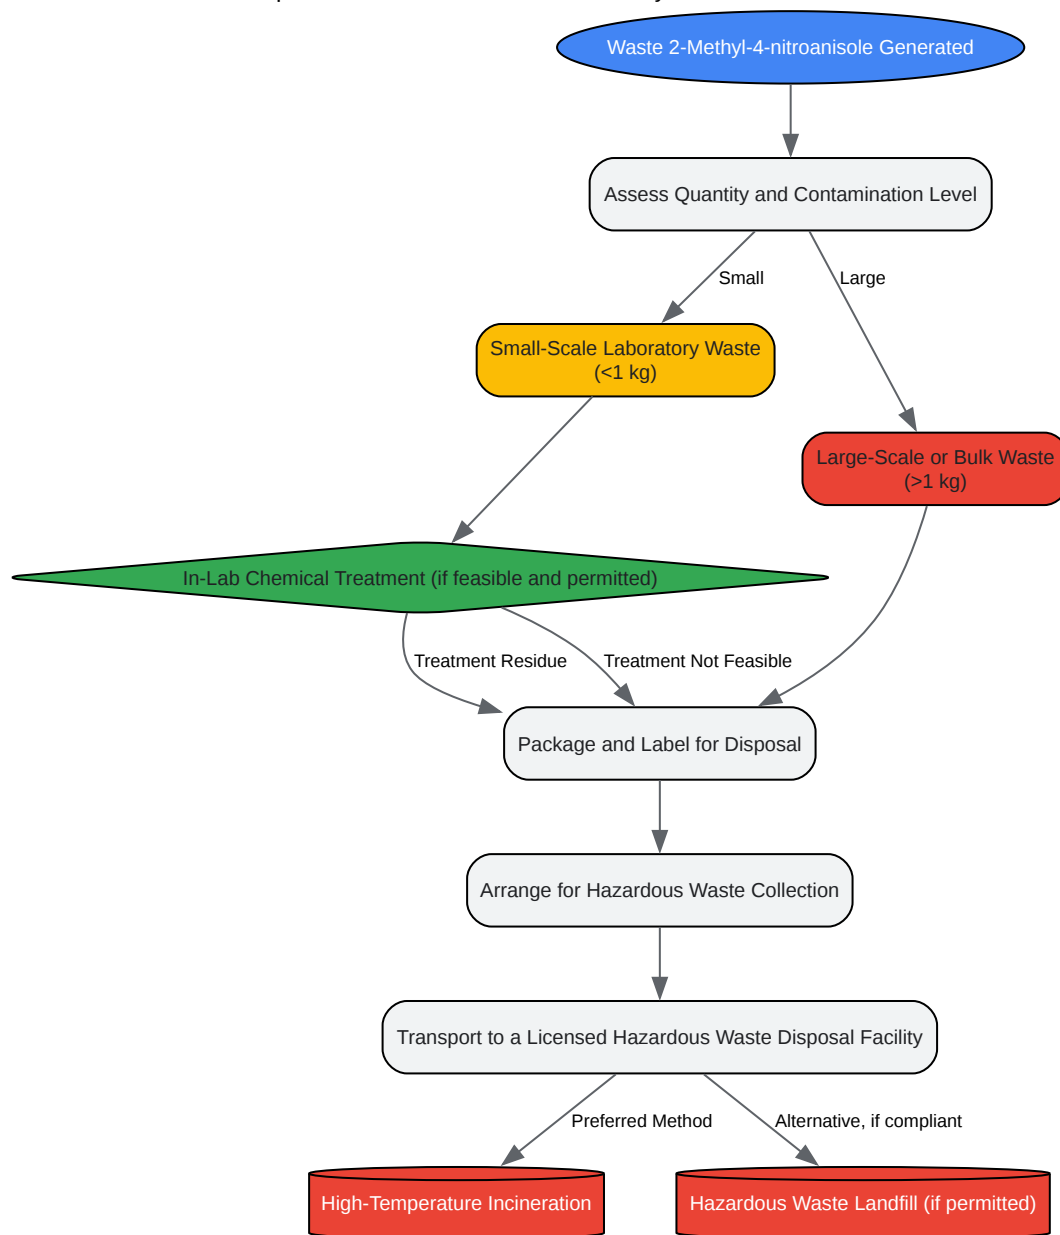 Waste 2-Methyl-4-nitroanisole Generated
Assess Quantity and Contamination Level
Small
Large
Small-Scale Laboratory Waste
(<1 kg)
Large-Scale or Bulk Waste
(>1 kg)
In-Lab Chemical Treatment (if feasible and permitted)
Treatment Residue
Treatment Not Feasible
Package and Label for Disposal
Arrange for Hazardous Waste Collection
Transport to a Licensed Hazardous Waste Disposal Facility
Preferred Method
Alternative, if compliant
High-Temperature Incineration
Hazardous Waste Landfill (if permitted)